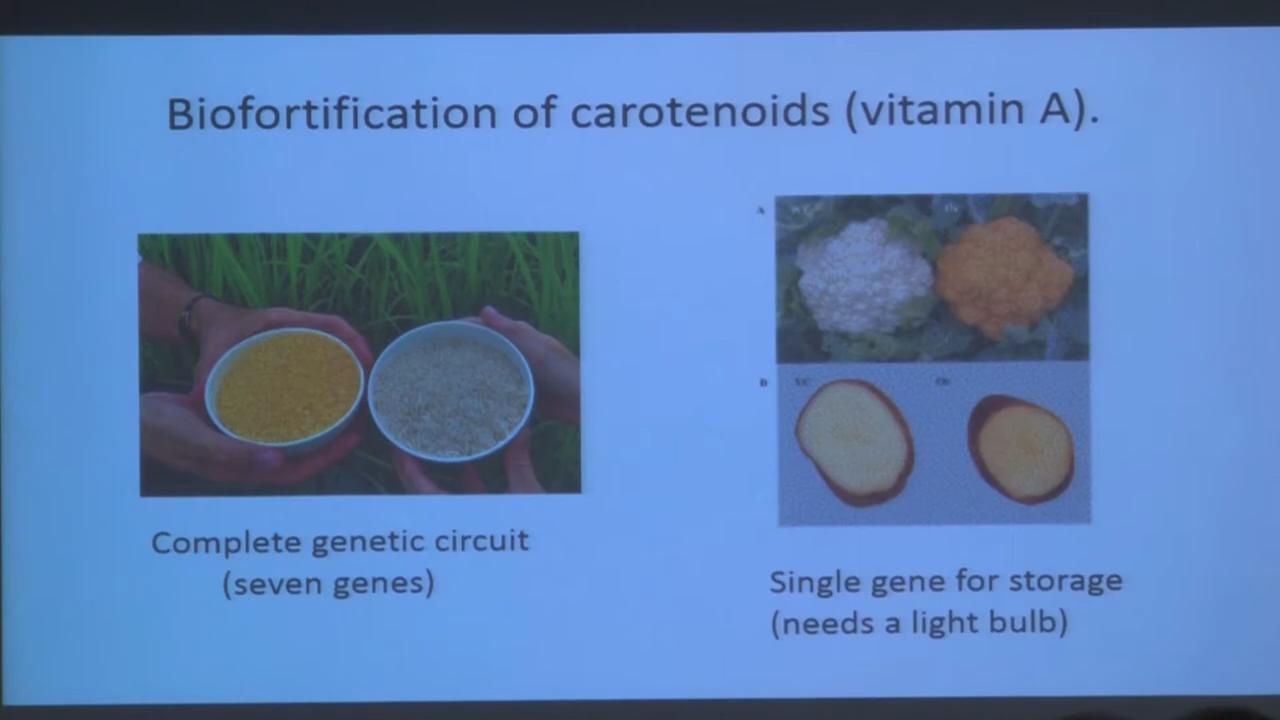 Biofortification of carotenoids (vitamin A).
A
B
Complete genetic circuit
(seven genes)
Single gene for storage
(needs a light bulb)